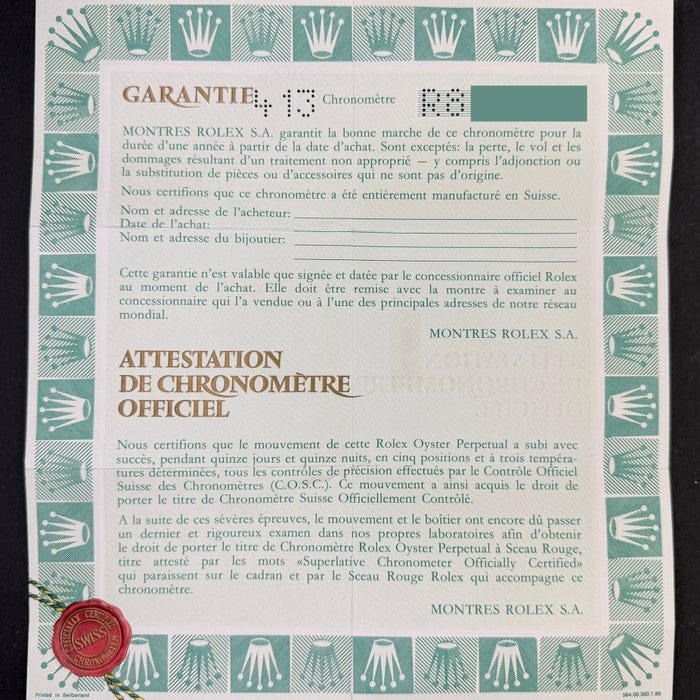 GARANTIE 413 Chronomètre R8
MONTRES ROLEX S.A. garantit la bonne marche de ce chronomètre pour la
durée d'une année à partir de la date d'achat. Sont exceptés: la perte, le vol et les
dommages résultant d'un traitement non approprié – y compris l'adjonction ou
la substitution de pièces ou d'accessoires qui ne sont pas d'origine.
Nous certifions que ce chronomètre a été entièrement manufacturé en Suisse.
Nom et adresse de l'acheteur:
Date de l'achat:
Nom et adresse du bijoutier:
Cette garantie n'est valable que signée et datée par le concessionnaire officiel Rolex
au moment de l'achat. Elle doit être remise avec la montre à examiner au
concessionnaire qui l'a vendue ou à l'une des principales adresses de notre réseau
mondial.
MONTRES ROLEX S.A.
ATTESTATION
DE CHRONOMÈTRE
OFFICIEL
Nous certifions que le mouvement de cette Rolex Oyster Perpetual a subi avec
succès, pendant quinze jours et quinze nuits, en cinq positions et à trois tempéra-
tures déterminées, tous les contrôles de précision effectués par le Contrôle Officiel
Suisse des Chronomètres (C.O.S.C.). Ce mouvement a ainsi acquis le droit de
porter le titre de Chronomètre Suisse Officiellement Contrôlé.
A la suite de ces sévères épreuves, le mouvement et le boîtier ont encore dû passer
un dernier et rigoureux examen dans nos propres laboratoires afin d'obtenir
le droit de porter le titre de Chronomètre Rolex Oyster Perpetual à Sceau Rouge,
titre attesté par les mots «Superlative Chronometer Officially Certified»
qui paraissent sur le cadran et par le Sceau Rouge Rolex qui accompagne ce
chronomètre.
MONTRES ROLEX S.A.
OFFICIALLY CERTIFIED
SWISS
CHRONOMETER
Printed in Switzerland
564.00.300.7.89